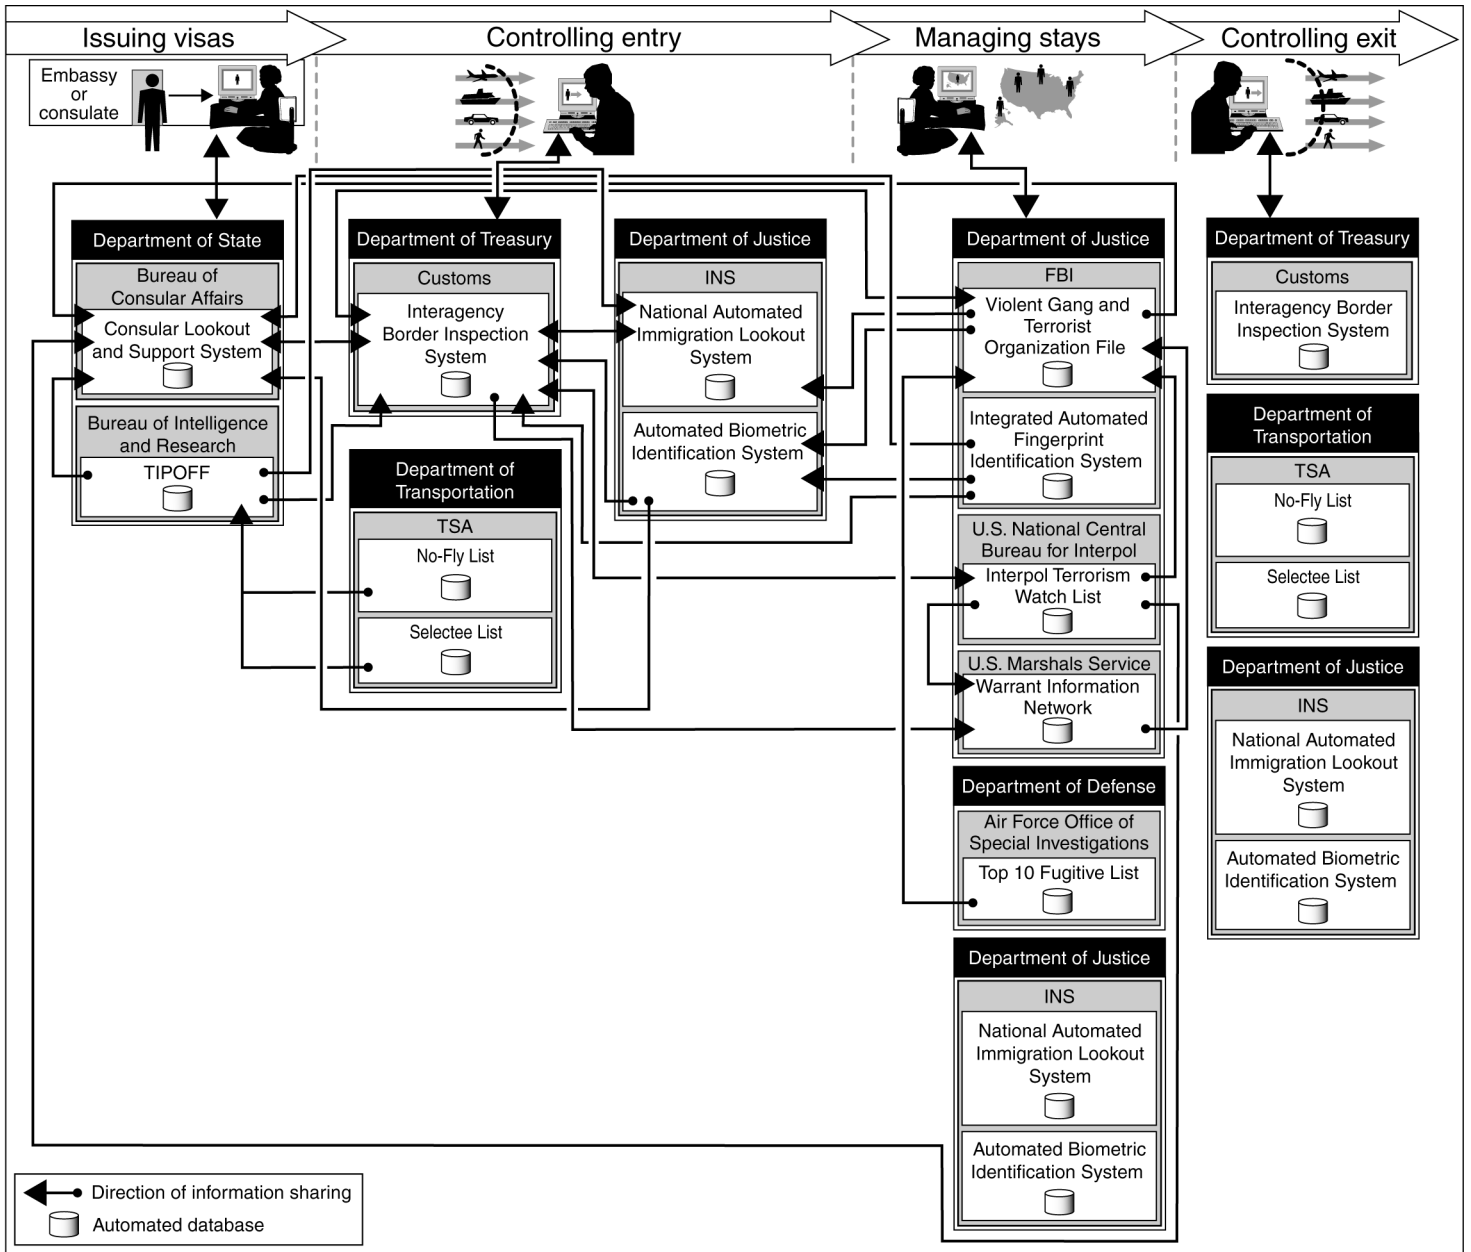 Issuing visas
Controlling entry
Managing stays
Controlling exit
Embassy
or
consulate
Department of State
Bureau of
Consular Affairs
Consular Lookout
and Support System
Bureau of Intelligence
and Research
TIPOFF
Department of Treasury
Customs
Interagency
Border Inspection
System
Department of
Transportation
TSA
No-Fly List
Selectee List
Department of Justice
INS
National Automated
Immigration Lookout
System
Automated Biometric
Identification System
Department of Justice
FBI
Violent Gang and
Terrorist
Organization File
Integrated Automated
Fingerprint
Identification System
U.S. National Central
Bureau for Interpol
Interpol Terrorism
Watch List
U.S. Marshals Service
Warrant Information
Network
Department of Defense
Air Force Office of
Special Investigations
Top 10 Fugitive List
Department of Justice
INS
National Automated
Immigration Lookout
System
Automated Biometric
Identification System
Department of Treasury
Customs
Interagency Border
Inspection System
Department of
Transportation
TSA
No-Fly List
Selectee List
Department of Justice
INS
National Automated
Immigration Lookout
System
Automated Biometric
Identification System
Direction of information sharing
Automated database